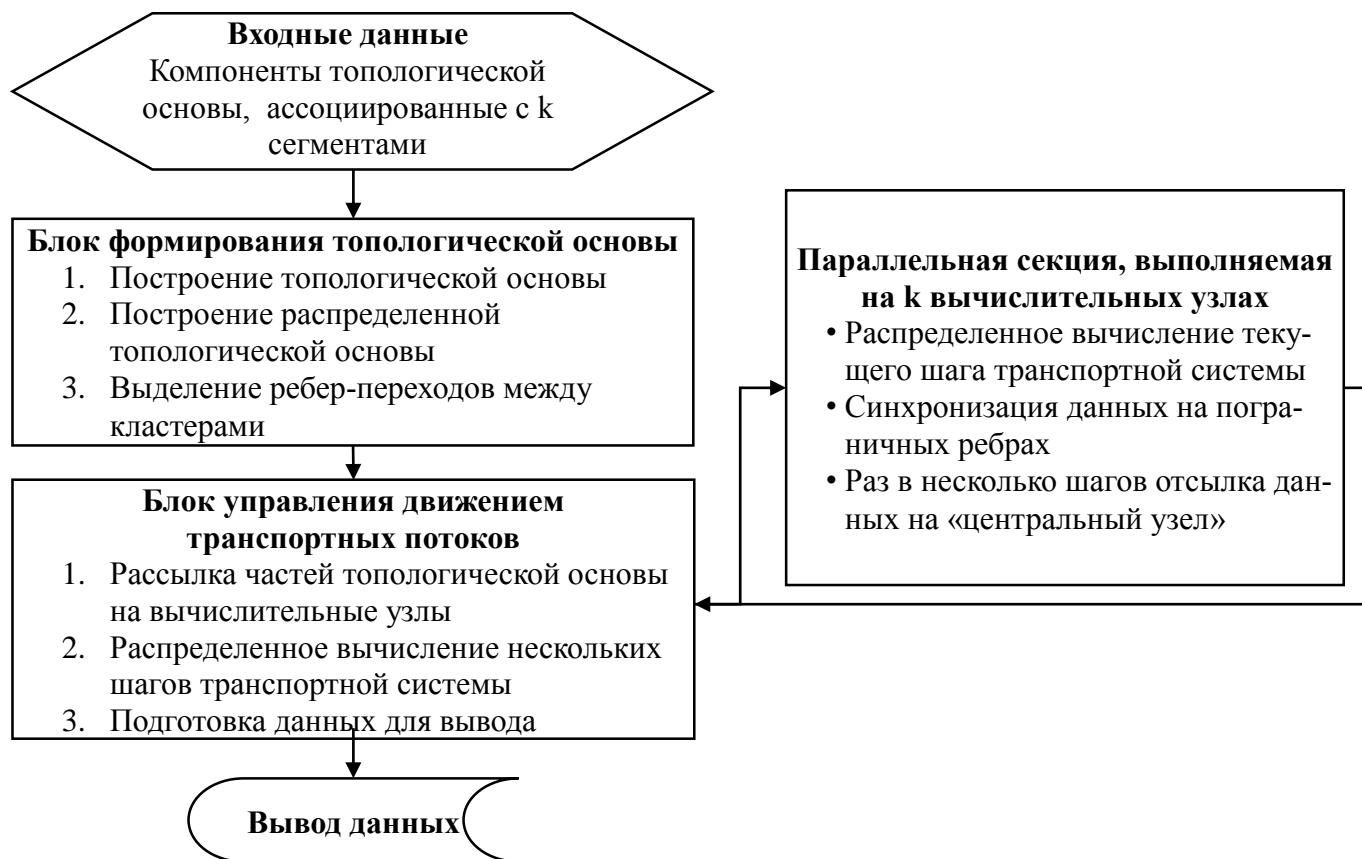 Входные данные
Компоненты топологической
основы, ассоциированные с k
сегментами
Блок формирования топологической основы
1. Построение топологической основы
2. Построение распределенной
топологической основы
3. Выделение ребер-переходов между
кластерами
Блок управления движением
транспортных потоков
1. Рассылка частей топологической основы
на вычислительные узлы
2. Распределенное вычисление нескольких
шагов транспортной системы
3. Подготовка данных для вывода
Вывод данных
Параллельная секция, выполняемая
на k вычислительных узлах
• Распределенное вычисление теку-
щего шага транспортной системы
• Синхронизация данных на погра-
ничных ребрах
• Раз в несколько шагов отсылка дан-
ных на «центральный узел»